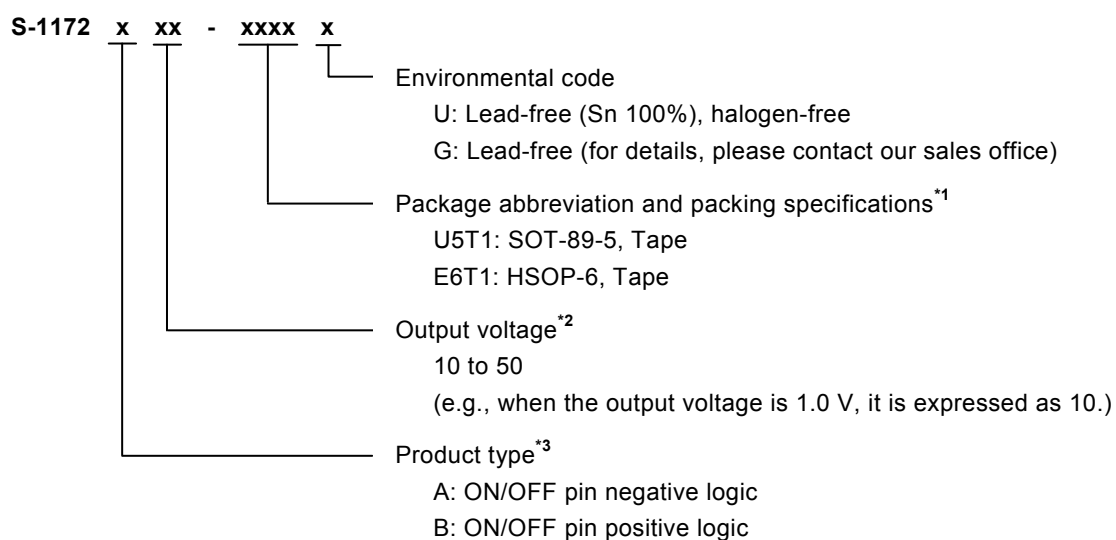 S-1172 x xx - xxxx x
Environmental code
U: Lead-free (Sn 100%), halogen-free
G: Lead-free (for details, please contact our sales office)
Package abbreviation and packing specifications*1
U5T1: SOT-89-5, Tape
E6T1: HSOP-6, Tape
Output voltage*2
10 to 50
(e.g., when the output voltage is 1.0 V, it is expressed as 10.)
Product type*3
A: ON/OFF pin negative logic
B: ON/OFF pin positive logic